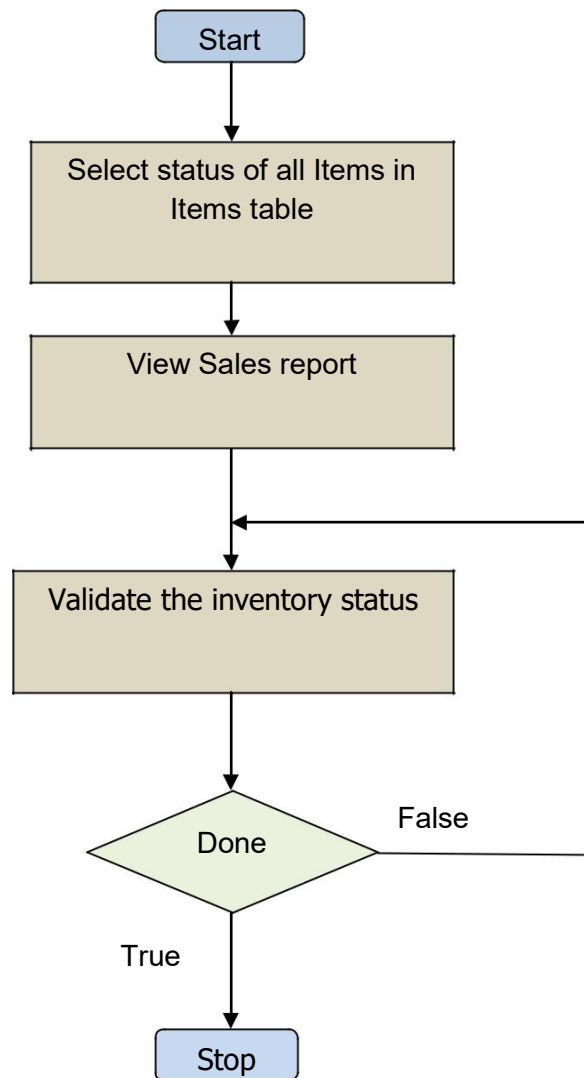 Start
Select status of all Items in
Items table
View Sales report
Validate the inventory status
Done
False
True
Stop